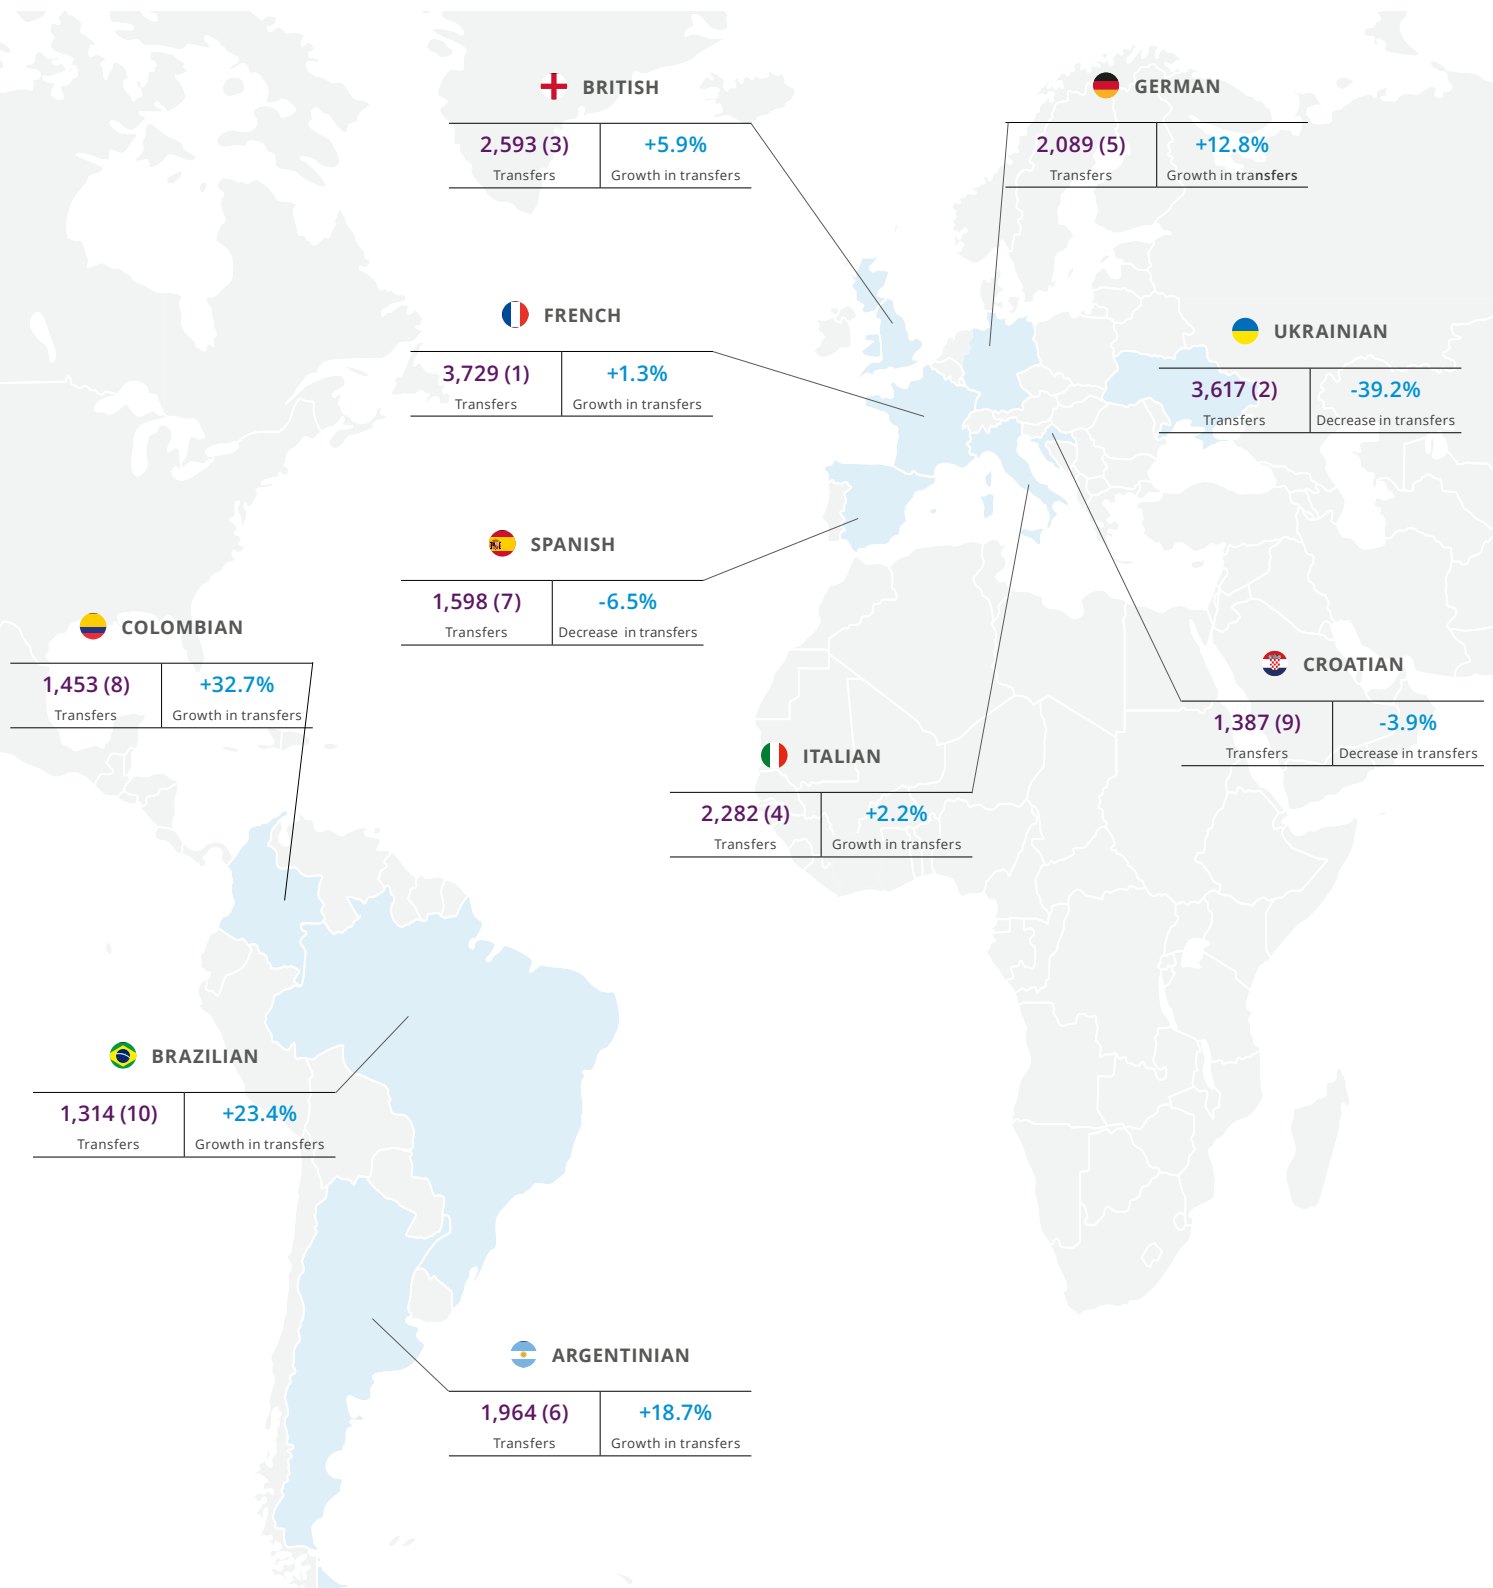 BRITISH
2,593 (3)
+5.9%
Transfers
Growth in transfers
GERMAN
2,089 (5)
+12.8%
Transfers
Growth in transfers
FRENCH
3,729 (1)
+1.3%
Transfers
Growth in transfers
UKRAINIAN
3,617 (2)
-39.2%
Transfers
Decrease in transfers
SPANISH
1,598 (7)
-6.5%
Transfers
Decrease in transfers
COLOMBIAN
1,453 (8)
+32.7%
Transfers
Growth in transfers
CROATIAN
1,387 (9)
-3.9%
Transfers
Decrease in transfers
ITALIAN
2,282 (4)
+2.2%
Transfers
Growth in transfers
BRAZILIAN
1,314 (10)
+23.4%
Transfers
Growth in transfers
ARGENTINIAN
1,964 (6)
+18.7%
Transfers
Growth in transfers